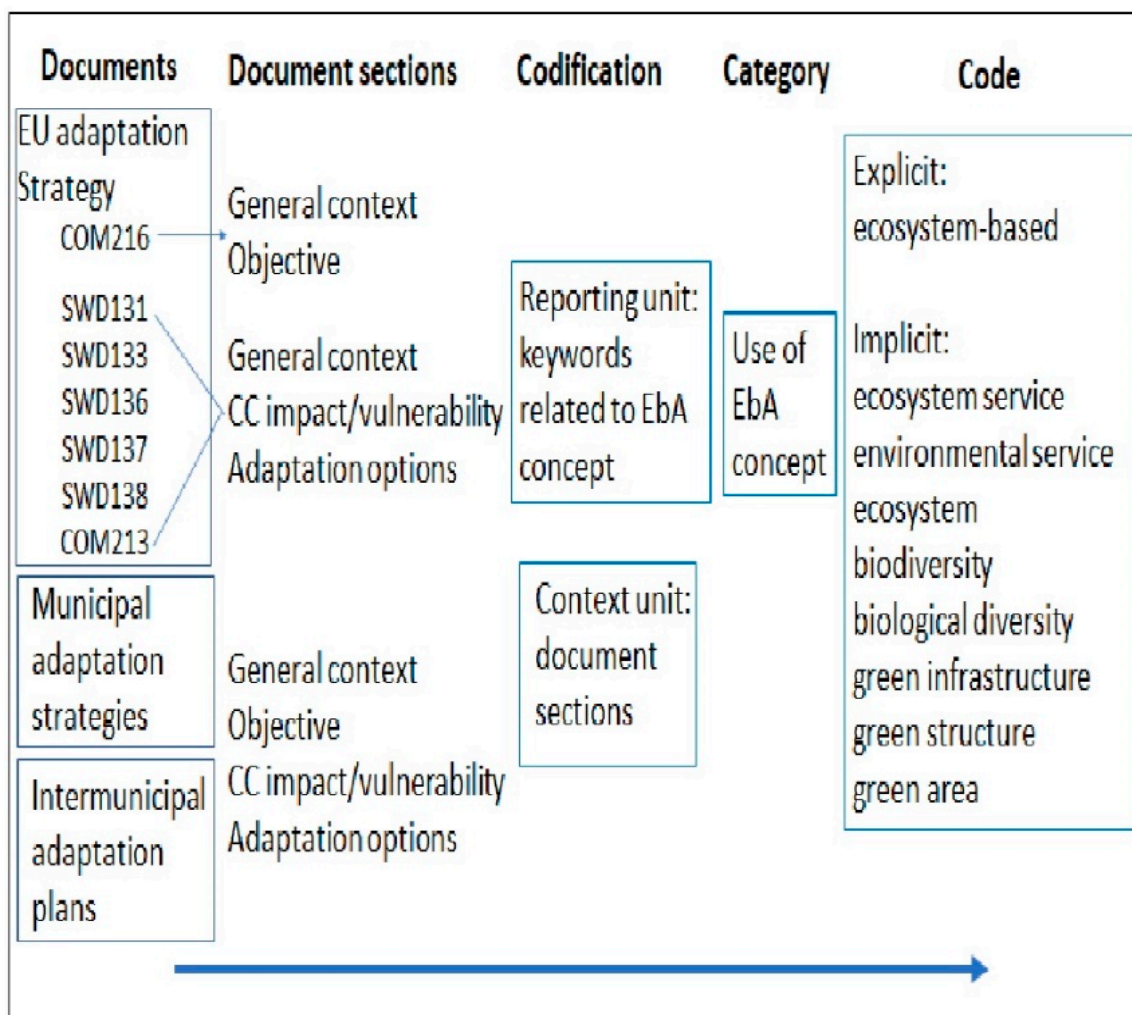 Documents
Document sections
Codification
Category
Code
EU adaptation
Strategy
COM216
SWD131
SWD133
SWD136
SWD137
SWD138
COM213
Municipal
adaptation
strategies
Intermunicipal
adaptation
plans
General context
Objective
General context
CC impact/vulnerability
Adaptation options
General context
Objective
CC impact/vulnerability
Adaptation options
Reporting unit:
keywords
related to EbA
concept
Context unit:
document
sections
Use of
EbA
concept
Explicit:
ecosystem-based
Implicit:
ecosystem service
environmental service
ecosystem
biodiversity
biological diversity
green infrastructure
green structure
green area